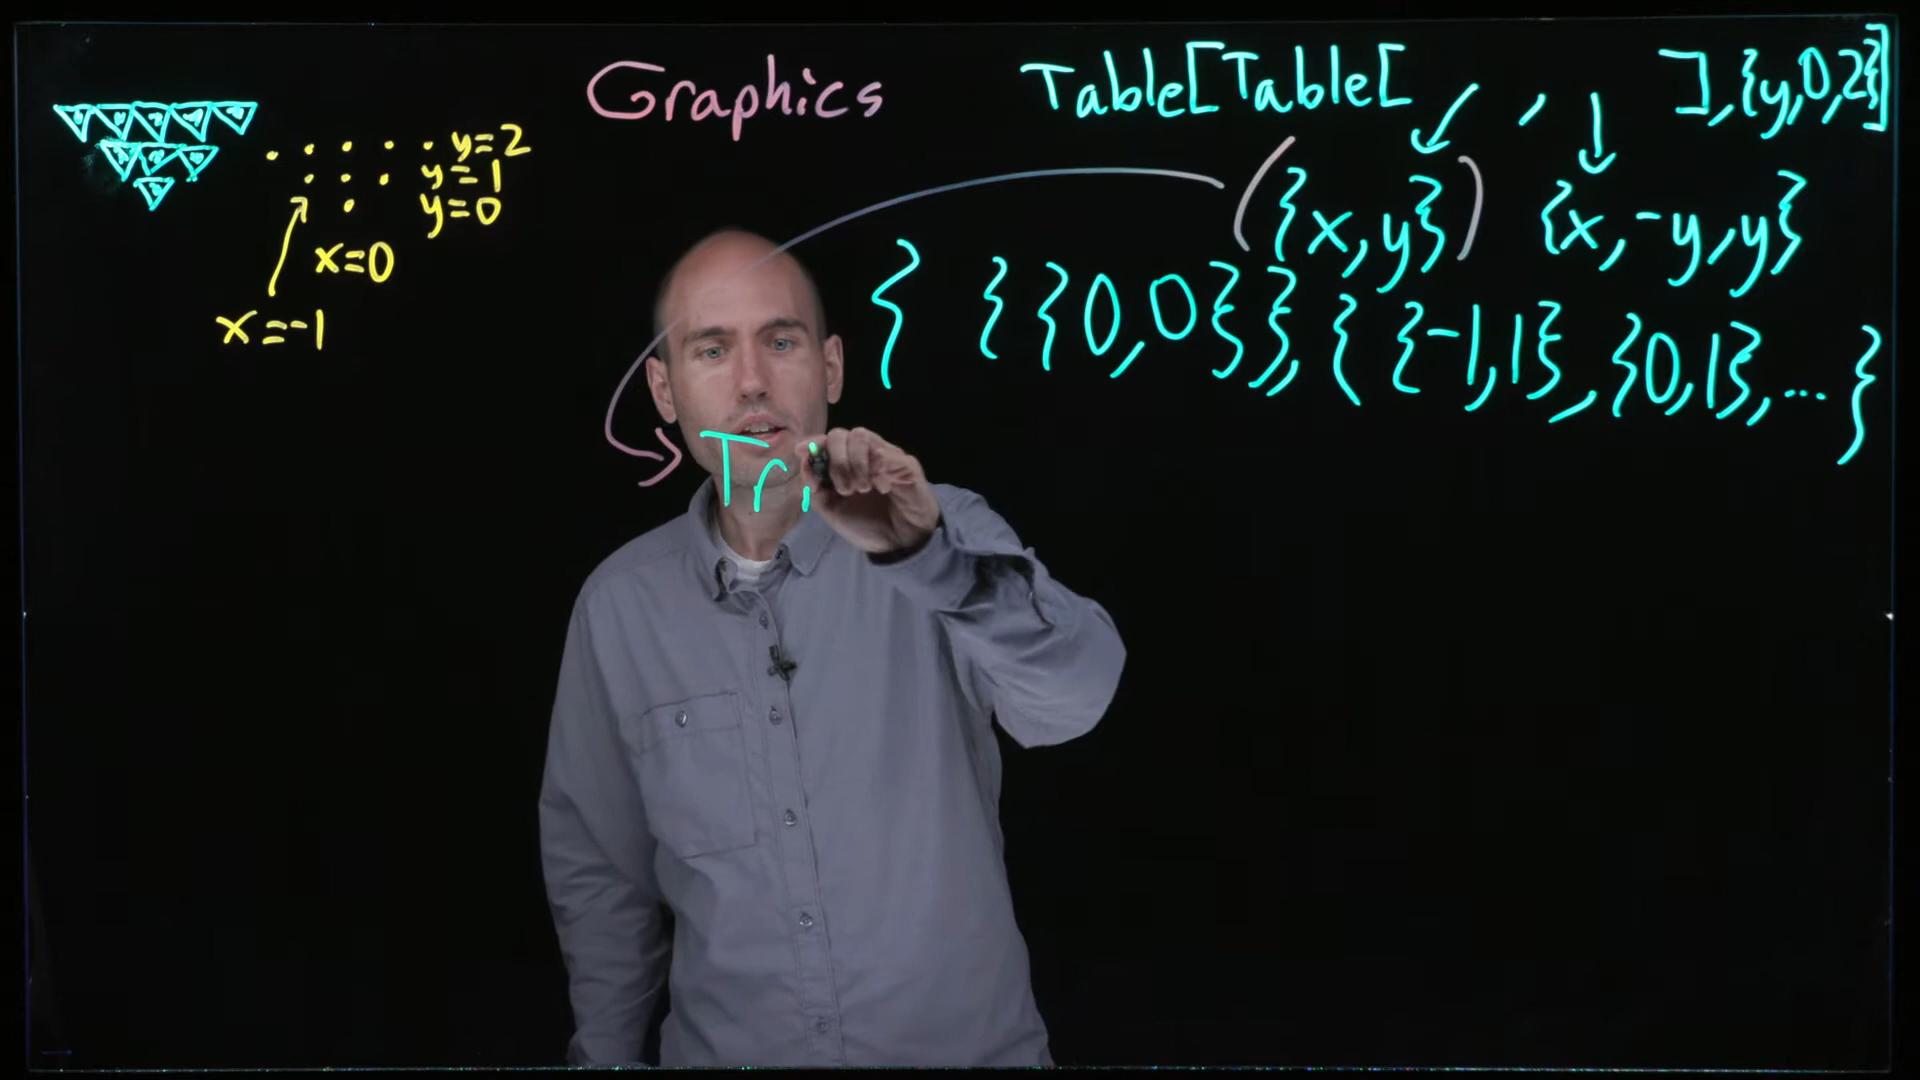 Graphics
Table[Table[ , ],{y,0,2}]
y=2
y=1
y=0
x=0
x=-1
({x,y}) {x,-y,y}
{ {{0,0}},{{-1,1},{0,1},... }
Tri